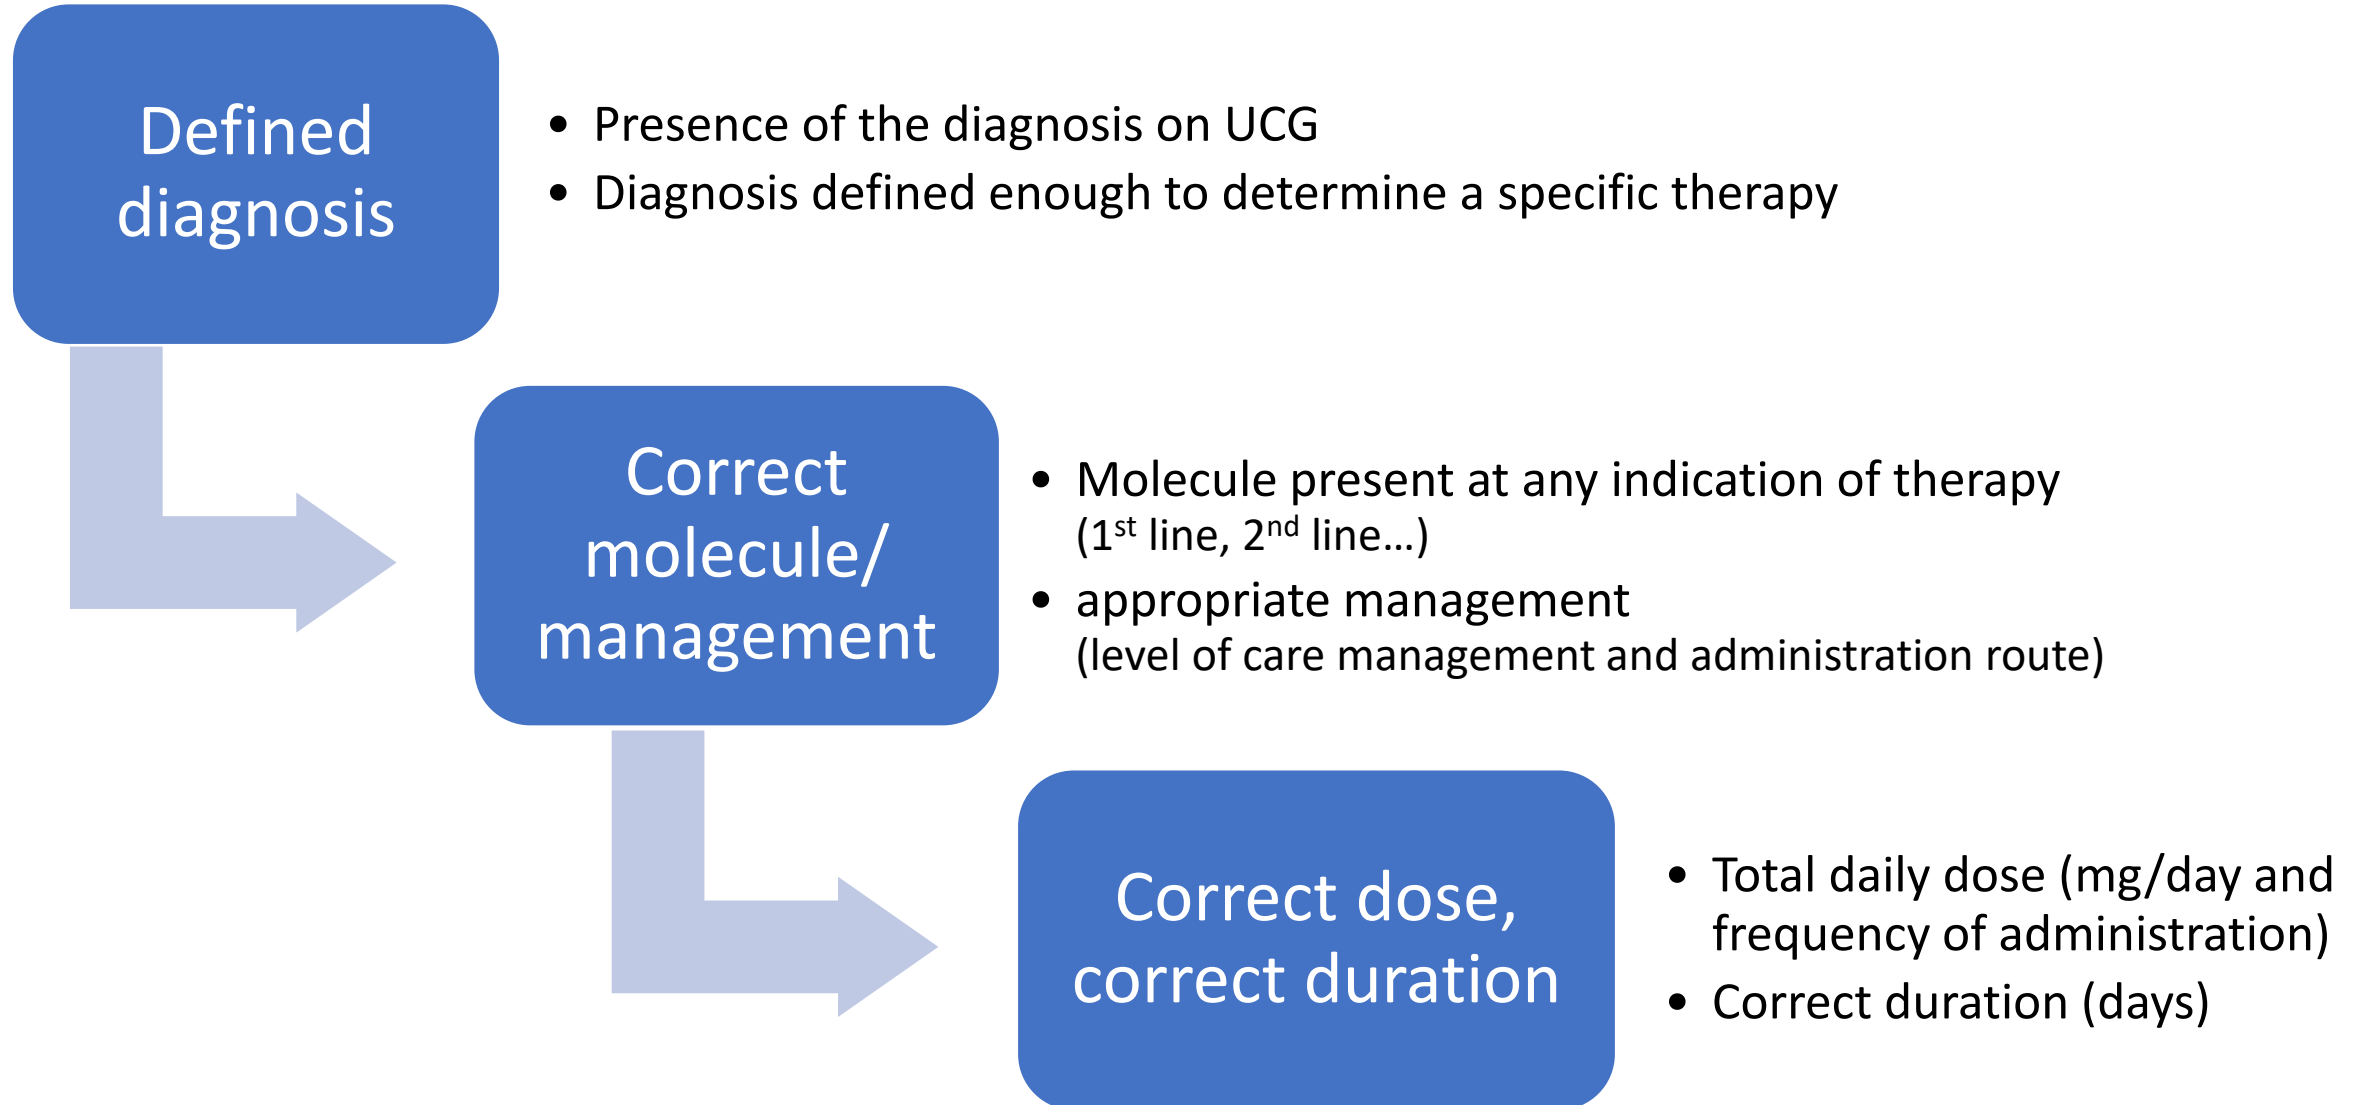 Defined
diagnosis
• Presence of the diagnosis on UCG
• Diagnosis defined enough to determine a specific therapy
Correct
molecule/
management
• Molecule present at any indication of therapy
(1st line, 2nd line...)
• appropriate management
(level of care management and administration route)
Correct dose,
correct duration
• Total daily dose (mg/day and
frequency of administration)
• Correct duration (days)